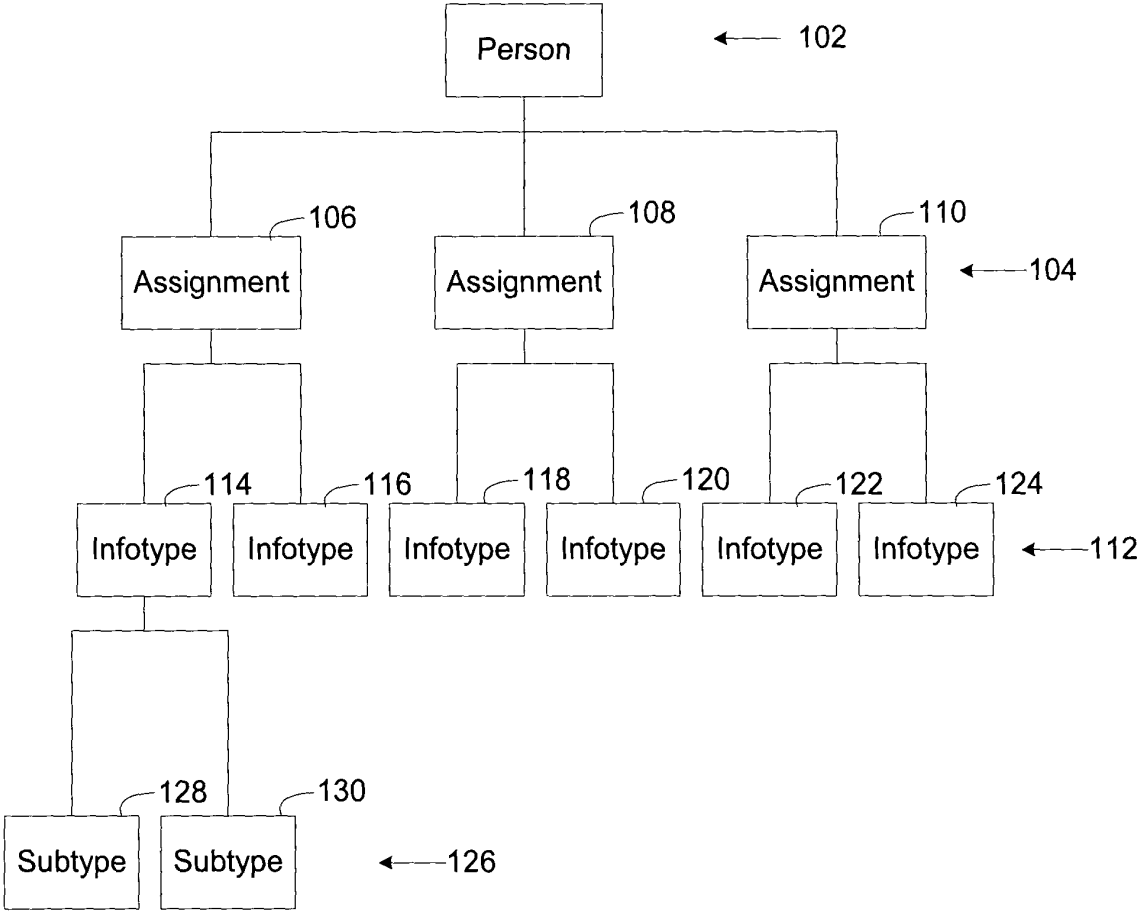 Person
102
106
108
110
Assignment
Assignment
Assignment
104
114
116
118
120
122
124
Infotype
Infotype
Infotype
Infotype
Infotype
Infotype
112
128
130
Subtype
Subtype
126